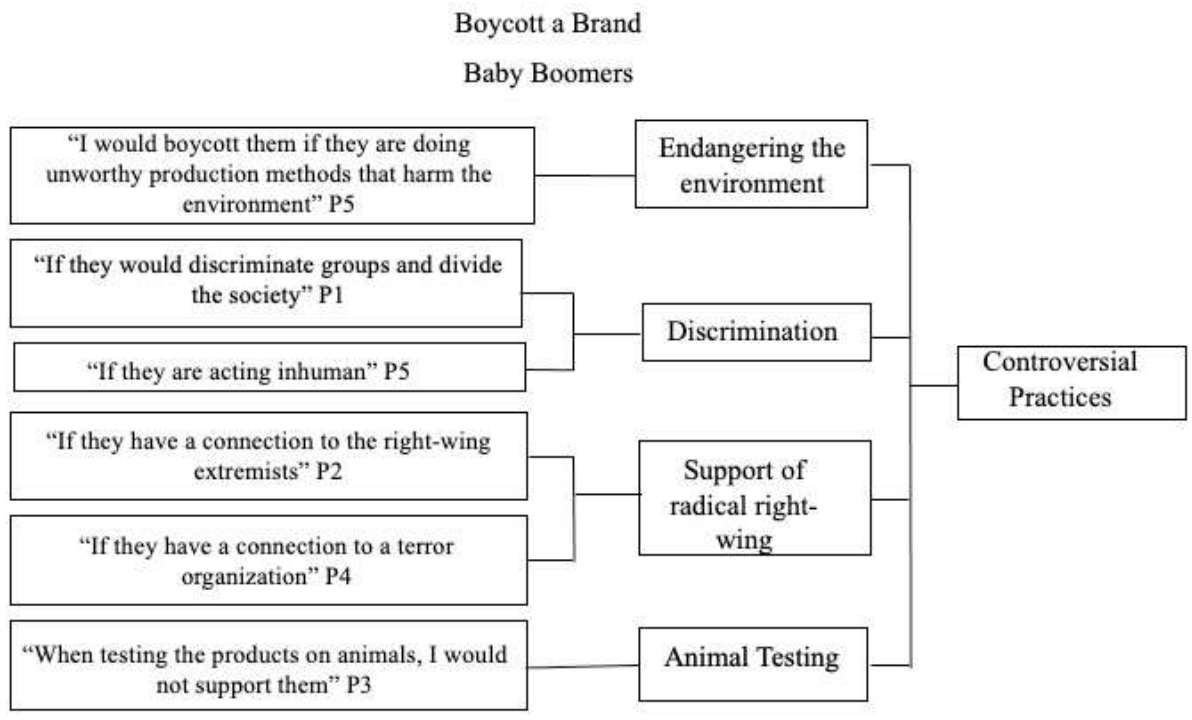 Boycott a Brand
Baby Boomers
“I would boycott them if they are doing
unworthy production methods that harm the
environment” P5
Endangering the
environment
“If they would discriminate groups and divide
the society” P1
“If they are acting inhuman” P5
Discrimination
“If they have a connection to the right-wing
extremists” P2
“If they have a connection to a terror
organization” P4
Support of
radical right-
wing
“When testing the products on animals, I would
not support them” P3
Animal Testing
Controversial
Practices